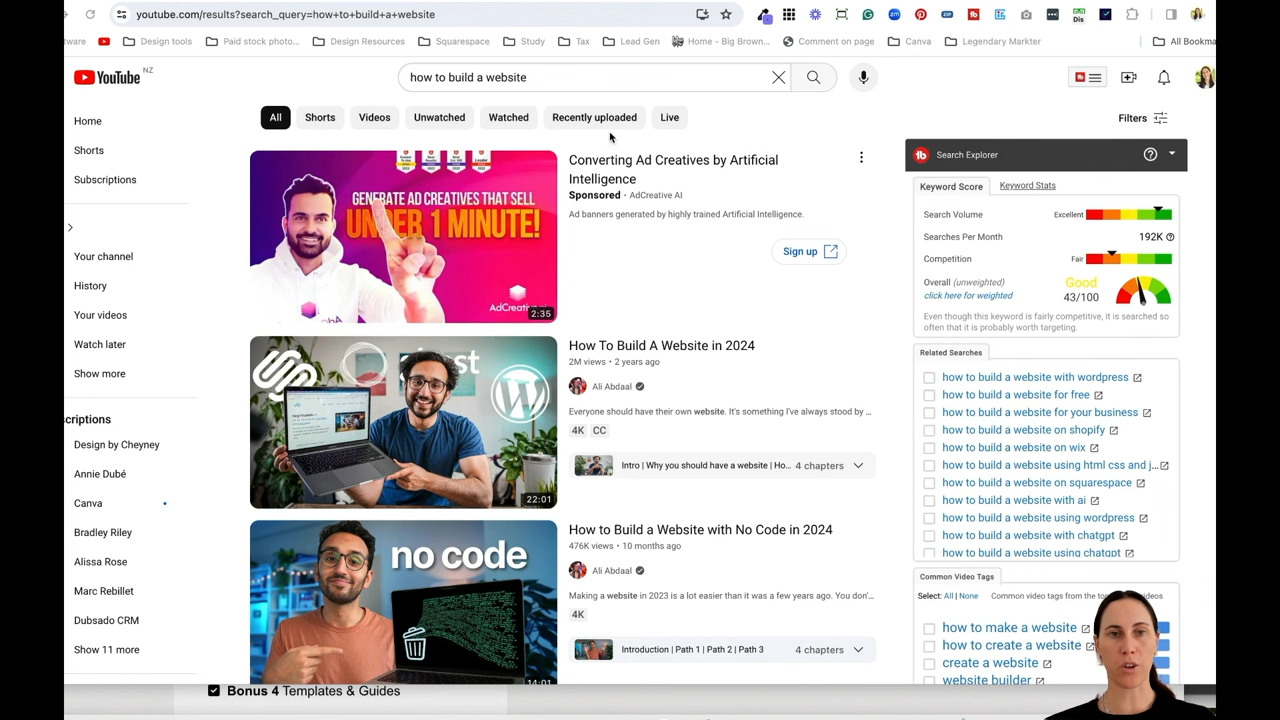 youtube.com/results?search_query=how+to+build+a+website
Dis
tware
Design tools
Paid stock photo...
Design Resources
Squarespace
Study
Tax
Lead Gen
Home - Big Brown...
Comment on page
Canva
Legendary Markter
All Bookma
YouTube NZ
how to build a website
All
Shorts
Videos
Unwatched
Watched
Recently uploaded
Live
Filters
Home
Shorts
Subscriptions
Your channel
History
Your videos
Watch later
Show more
scriptions
Design by Cheyney
Annie Dubé
Canva
Bradley Riley
Alissa Rose
Marc Rebillet
Dubsado CRM
Show 11 more
GENERATE AD CREATIVES THAT SELL
UNDER 1 MINUTE!
AdCreat
2:35
Converting Ad Creatives by Artificial
Intelligence
Sponsored · AdCreative AI
Ad banners generated by highly trained Artificial Intelligence.
Sign up
22:01
How To Build A Website in 2024
2M views • 2 years ago
Ali Abdaal
Everyone should have their own website. It's something I've always stood by ...
4K CC
Intro | Why you should have a website | Ho... 4 chapters
no code
14:01
How to Build a Website with No Code in 2024
476K views • 10 months ago
Ali Abdaal
Making a website in 2023 is a lot easier than it was a few years ago. You don'...
4K
Introduction | Path 1 | Path 2 | Path 3 4 chapters
tb Search Explorer
Keyword Score Keyword Stats
Search Volume Excellent
Searches Per Month 192K
Competition Fair
Overall (unweighted) Good
click here for weighted 43/100
Even though this keyword is fairly competitive, it is searched so
often that it is probably worth targeting.
Related Searches
how to build a website with wordpress
how to build a website for free
how to build a website for your business
how to build a website on shopify
how to build a website on wix
how to build a website using html css and j...
how to build a website on squarespace
how to build a website with ai
how to build a website using wordpress
how to build a website with chatgpt
how to build a website using chatgpt
Common Video Tags
Select: All | None Common video tags from the to videos
how to make a website
how to create a website
create a website
website builder
Bonus 4 Templates & Guides